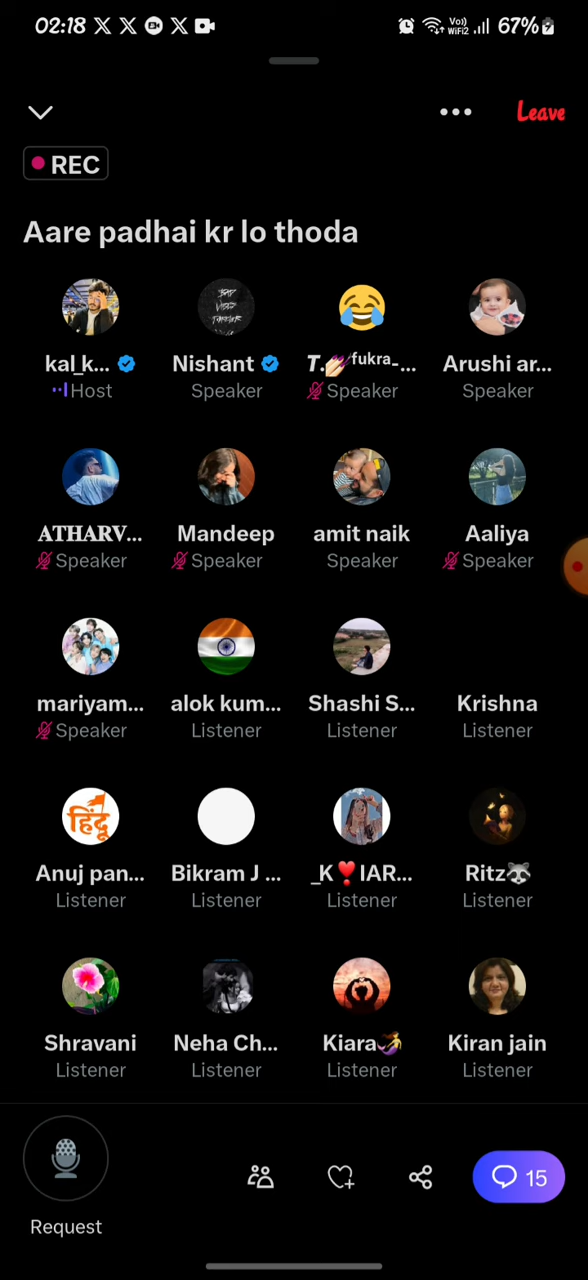 02:18
Vo)) WiFi2
67%
Leave
REC
Aare padhai kr lo thoda
kal_k... Nishant T.💅fukra-... Arushi ar...
Host Speaker Speaker Speaker
ATHARV... Mandeep amit naik Aaliya
Speaker Speaker Speaker Speaker
mariyam... alok kum... Shashi S... Krishna
Speaker Listener Listener Listener
हिंदू
Anuj pan... Bikram J ... _K❣️IAR... Ritz🦝
Listener Listener Listener Listener
Shravani Neha Ch... Kiara🧜‍♀️ Kiran jain
Listener Listener Listener Listener
15
Request